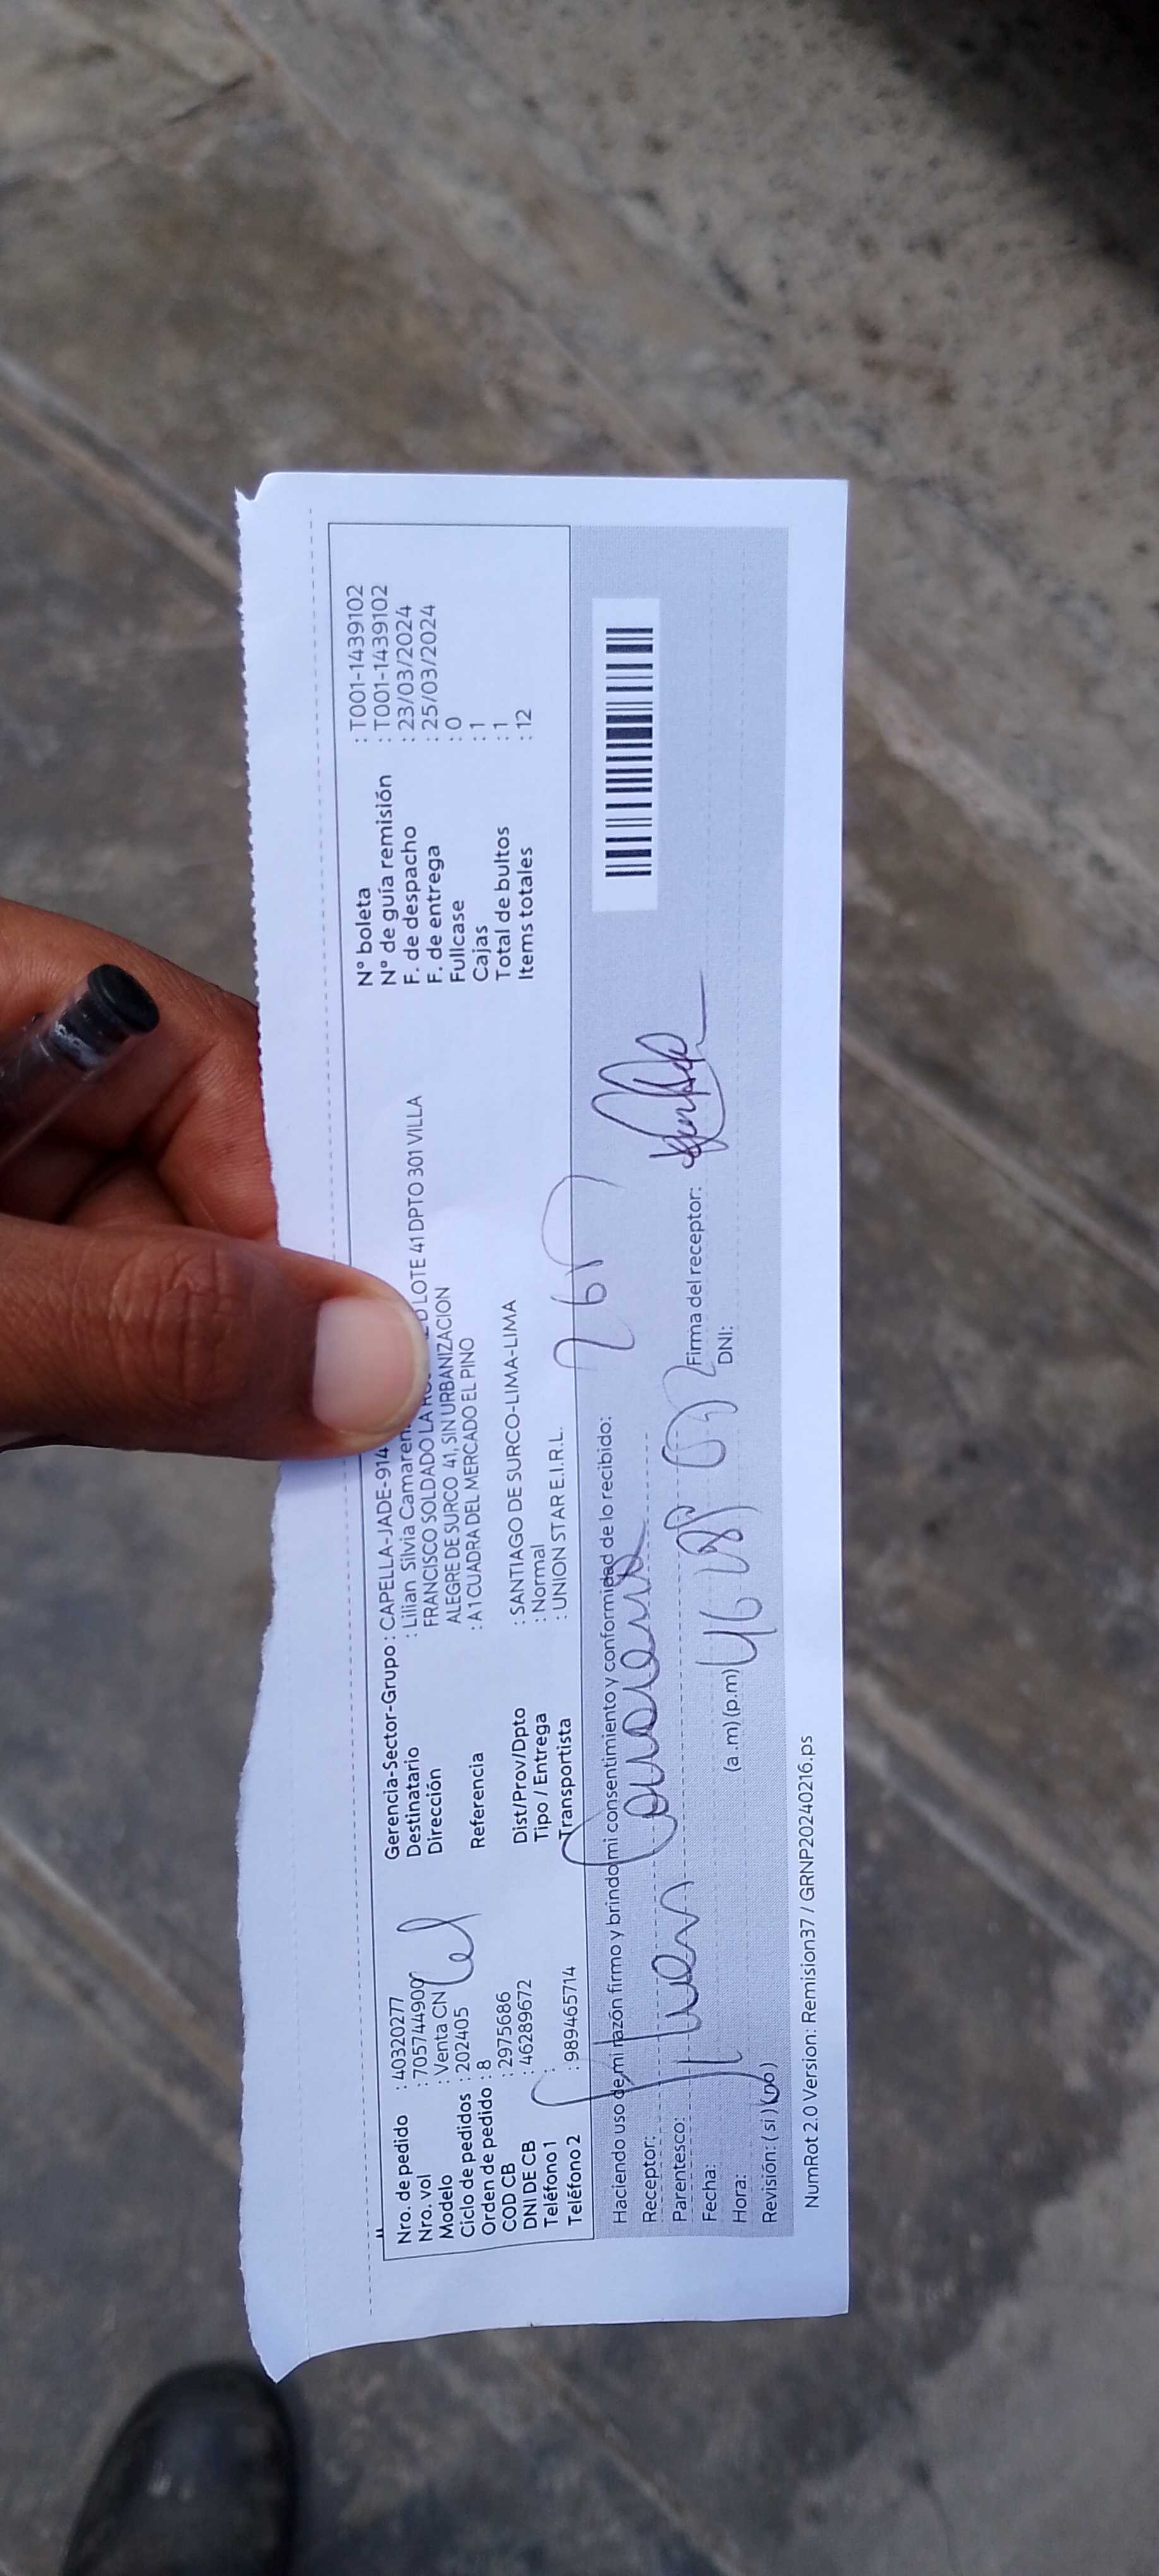 Nro. de pedido : 40320277
Nro. vol : 7057444900
Modelo : Venta CN
Ciclo de pedidos : 202405
Orden de pedido : 8
COD CB : 2975686
DNI DE CB : 46289672
Teléfono 1 :
Teléfono 2 : 989465714
Gerencia-Sector-Grupo : CAPELLA-JADE-914
Destinatario : Lilian Silvia
Dirección : FRANCISCO SOLDADO LOTE 41 DPTO 301 VILLA
ALEGRE DE SURCO 41, SIN URBANIZACION
Referencia : A 1 CUADRA DEL MERCADO EL PINO
Dist/Prov/Dpto : SANTIAGO DE SURCO-LIMA-LIMA
Tipo / Entrega : Normal
Transportista : UNION STAR E.I.R.L.
N° boleta : T001-1439102
N° de guía remisión : T001-1439102
F. de despacho : 23/03/2024
F. de entrega : 25/03/2024
Fullcase : 0
Cajas : 1
Total de bultos : 1
Items totales : 12
Haciendo uso de mi razón firmo y brindo mi consentimiento y conformidad de lo recibido:
Receptor:
Parentesco:
Fecha:
Hora: (a.m) (p.m)
Revisión: ( si ) (no)
Firma del receptor:
DNI:
NumRot 2.0 Version: Remision37 / GRNP20240216.ps